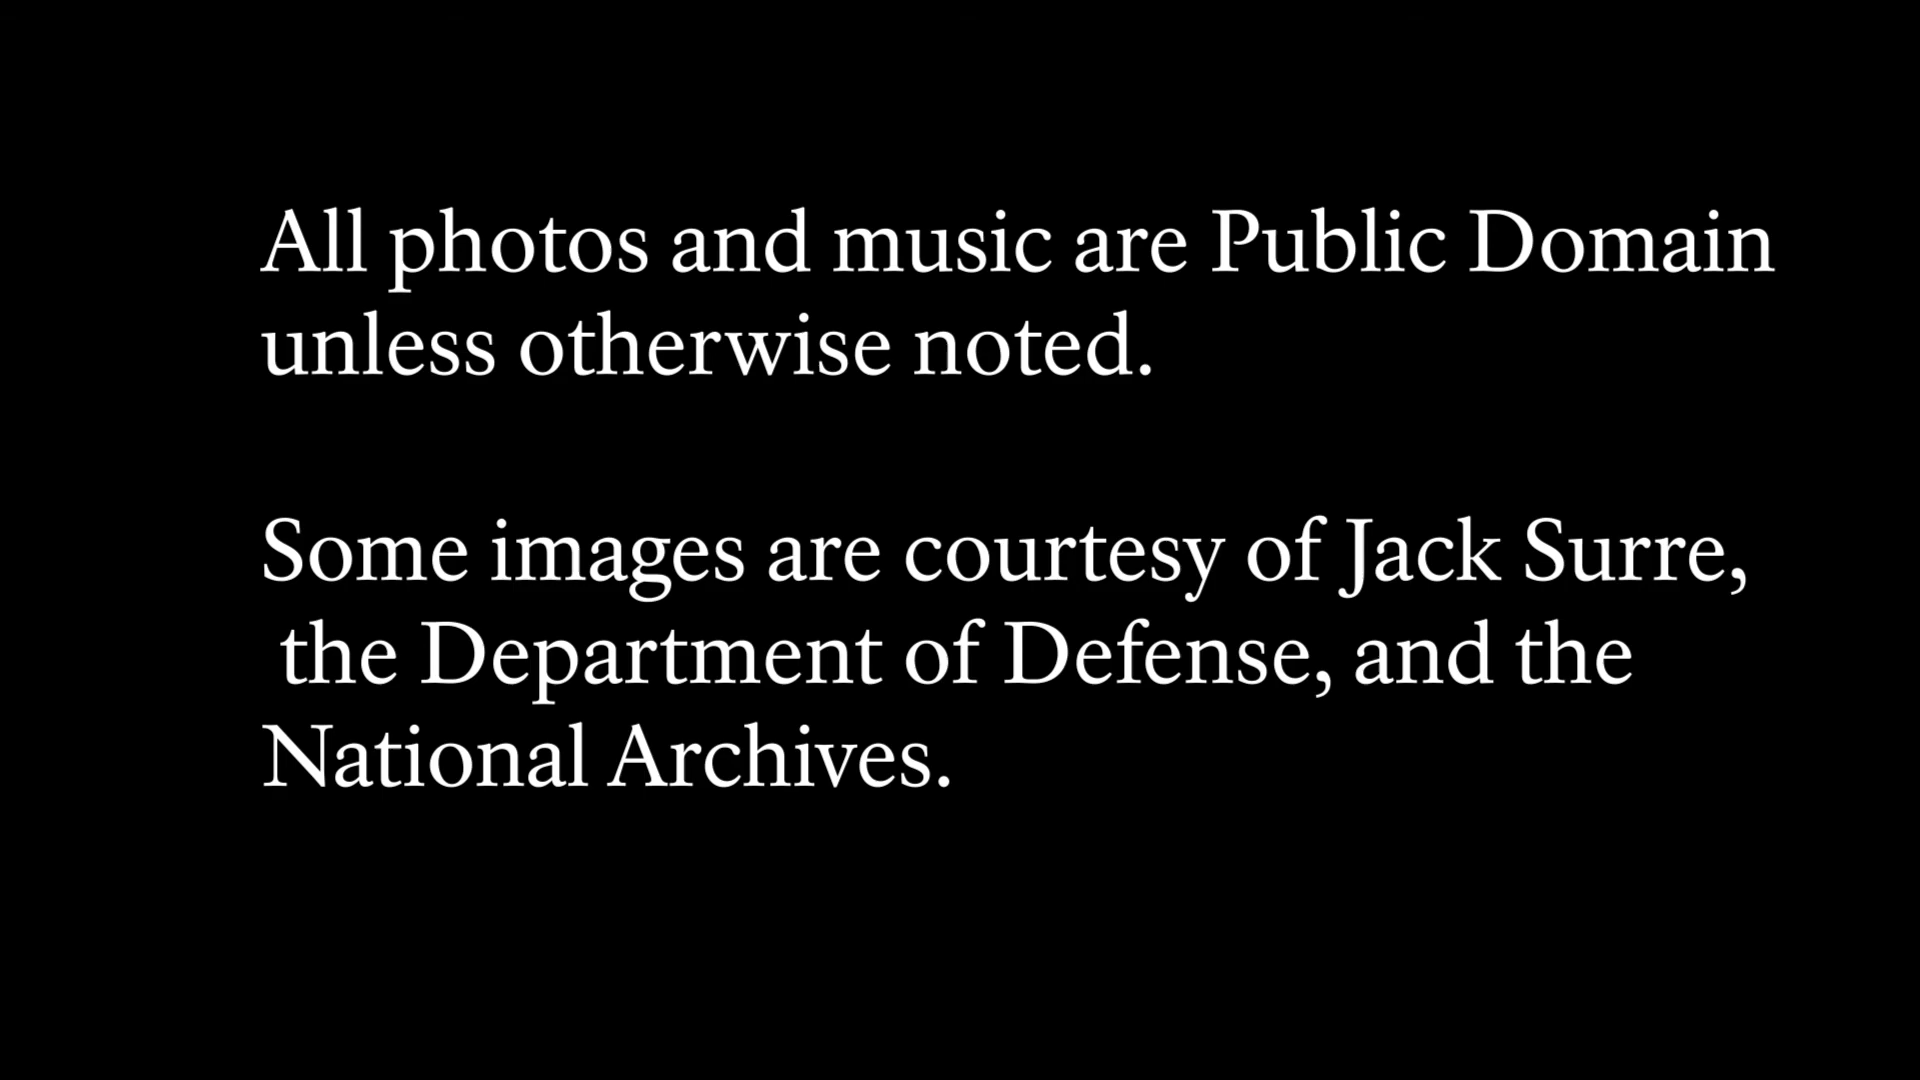 All photos and music are Public Domain
unless otherwise noted.
Some images are courtesy of Jack Surre,
the Department of Defense, and the
National Archives.